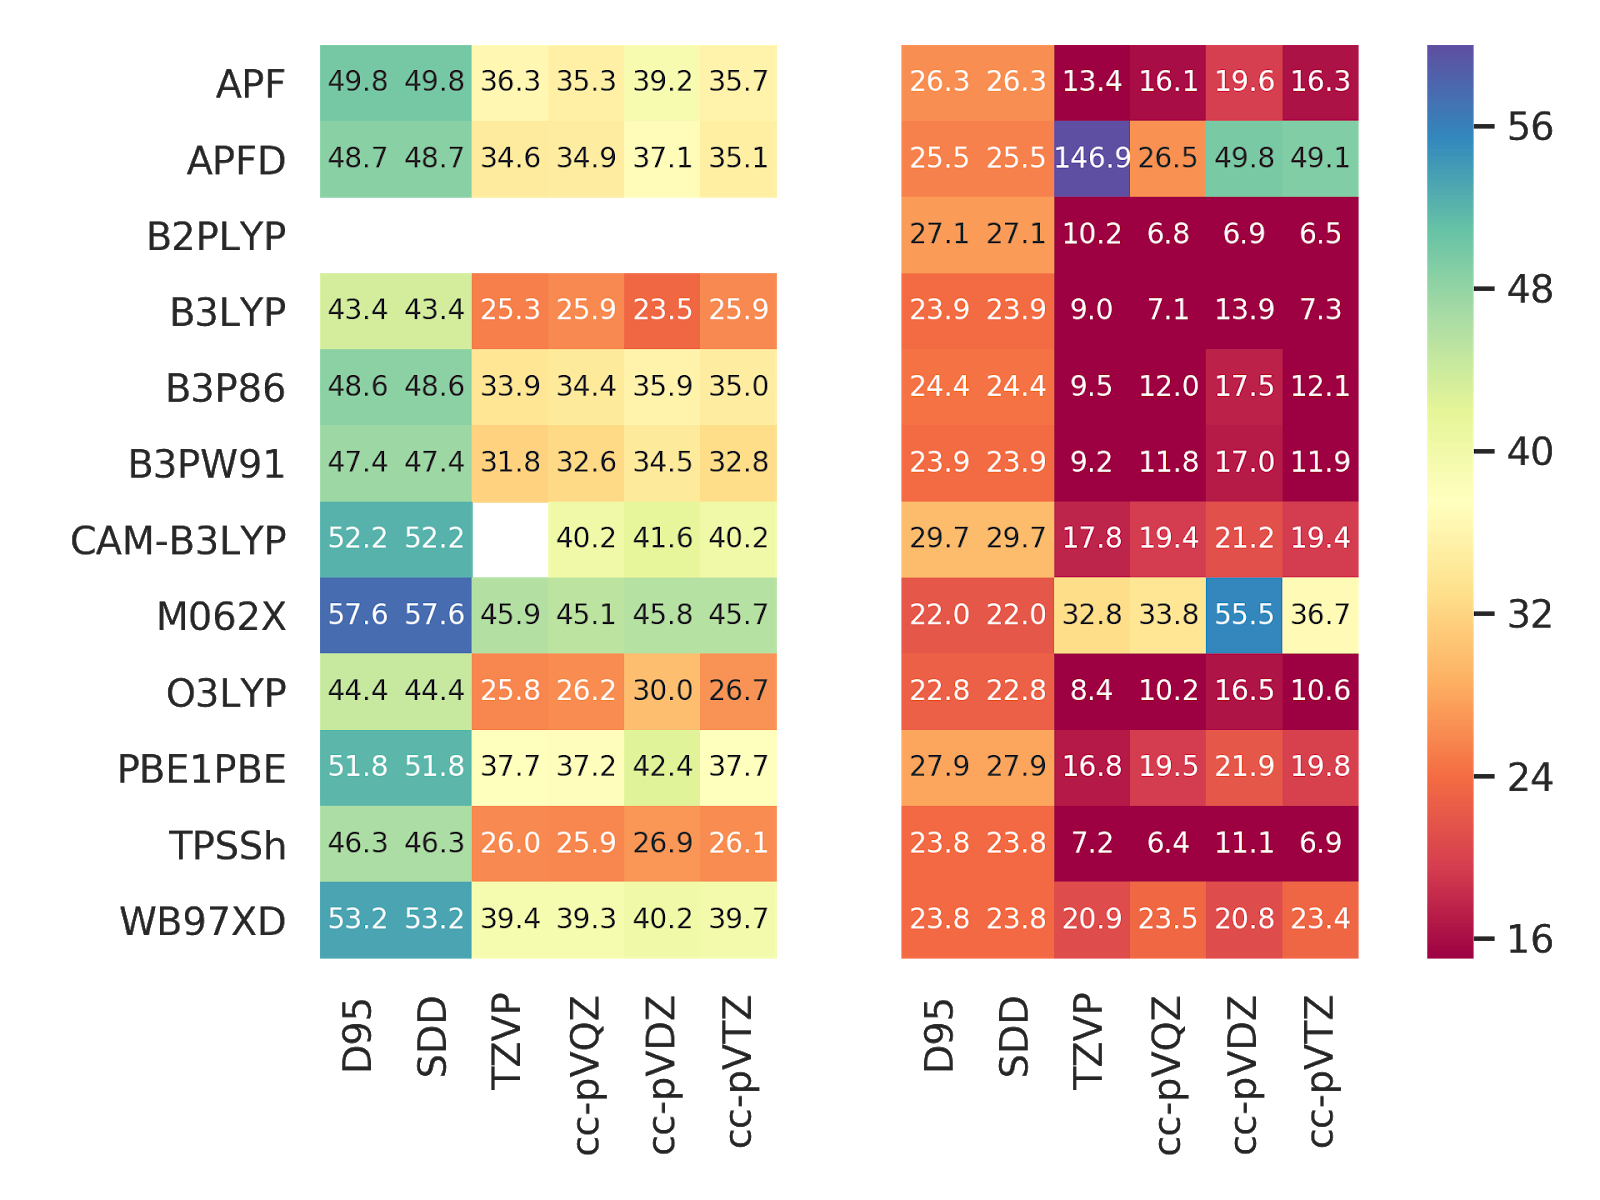 APF 49.8 49.8 36.3 35.3 39.2 35.7 26.3 26.3 13.4 16.1 19.6 16.3
APFD 48.7 48.7 34.6 34.9 37.1 35.1 25.5 25.5 146.9 26.5 49.8 49.1
B2PLYP 27.1 27.1 10.2 6.8 6.9 6.5
B3LYP 43.4 43.4 25.3 25.9 23.5 25.9 23.9 23.9 9.0 7.1 13.9 7.3
B3P86 48.6 48.6 33.9 34.4 35.9 35.0 24.4 24.4 9.5 12.0 17.5 12.1
B3PW91 47.4 47.4 31.8 32.6 34.5 32.8 23.9 23.9 9.2 11.8 17.0 11.9
CAM-B3LYP 52.2 52.2 40.2 41.6 40.2 29.7 29.7 17.8 19.4 21.2 19.4
M062X 57.6 57.6 45.9 45.1 45.8 45.7 22.0 22.0 32.8 33.8 55.5 36.7
O3LYP 44.4 44.4 25.8 26.2 30.0 26.7 22.8 22.8 8.4 10.2 16.5 10.6
PBE1PBE 51.8 51.8 37.7 37.2 42.4 37.7 27.9 27.9 16.8 19.5 21.9 19.8
TPSSh 46.3 46.3 26.0 25.9 26.9 26.1 23.8 23.8 7.2 6.4 11.1 6.9
WB97XD 53.2 53.2 39.4 39.3 40.2 39.7 23.8 23.8 20.9 23.5 20.8 23.4
D95 SDD TZVP cc-pVQZ cc-pVDZ cc-pVTZ D95 SDD TZVP cc-pVQZ cc-pVDZ cc-pVTZ
56
48
40
32
24
16